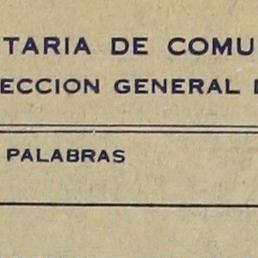 TARIA DE COMU
ECCION GENERAL D
PALABRAS